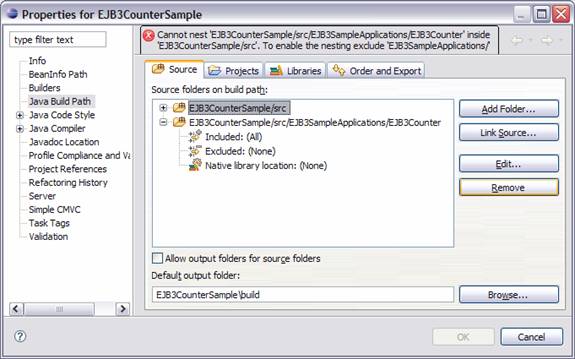 Properties for EJB3CounterSample
type filter text
Cannot nest 'EJB3CounterSample/src/EJB3SampleApplications/EJB3Counter' inside
'EJB3CounterSample/src'. To enable the nesting exclude 'EJB3SampleApplications/'
Info
BeanInfo Path
Builders
Java Build Path
Java Code Style
Java Compiler
Javadoc Location
Profile Compliance and Va
Project References
Refactoring History
Server
Simple CMVC
Task Tags
Validation
Source
Projects
Libraries
Order and Export
Source folders on build path:
EJB3CounterSample/src
EJB3CounterSample/src/EJB3SampleApplications/EJB3Counter
Included: (All)
Excluded: (None)
Native library location: (None)
Add Folder...
Link Source...
Edit...
Remove
Allow output folders for source folders
Default output folder:
EJB3CounterSample\build
Browse...
OK
Cancel